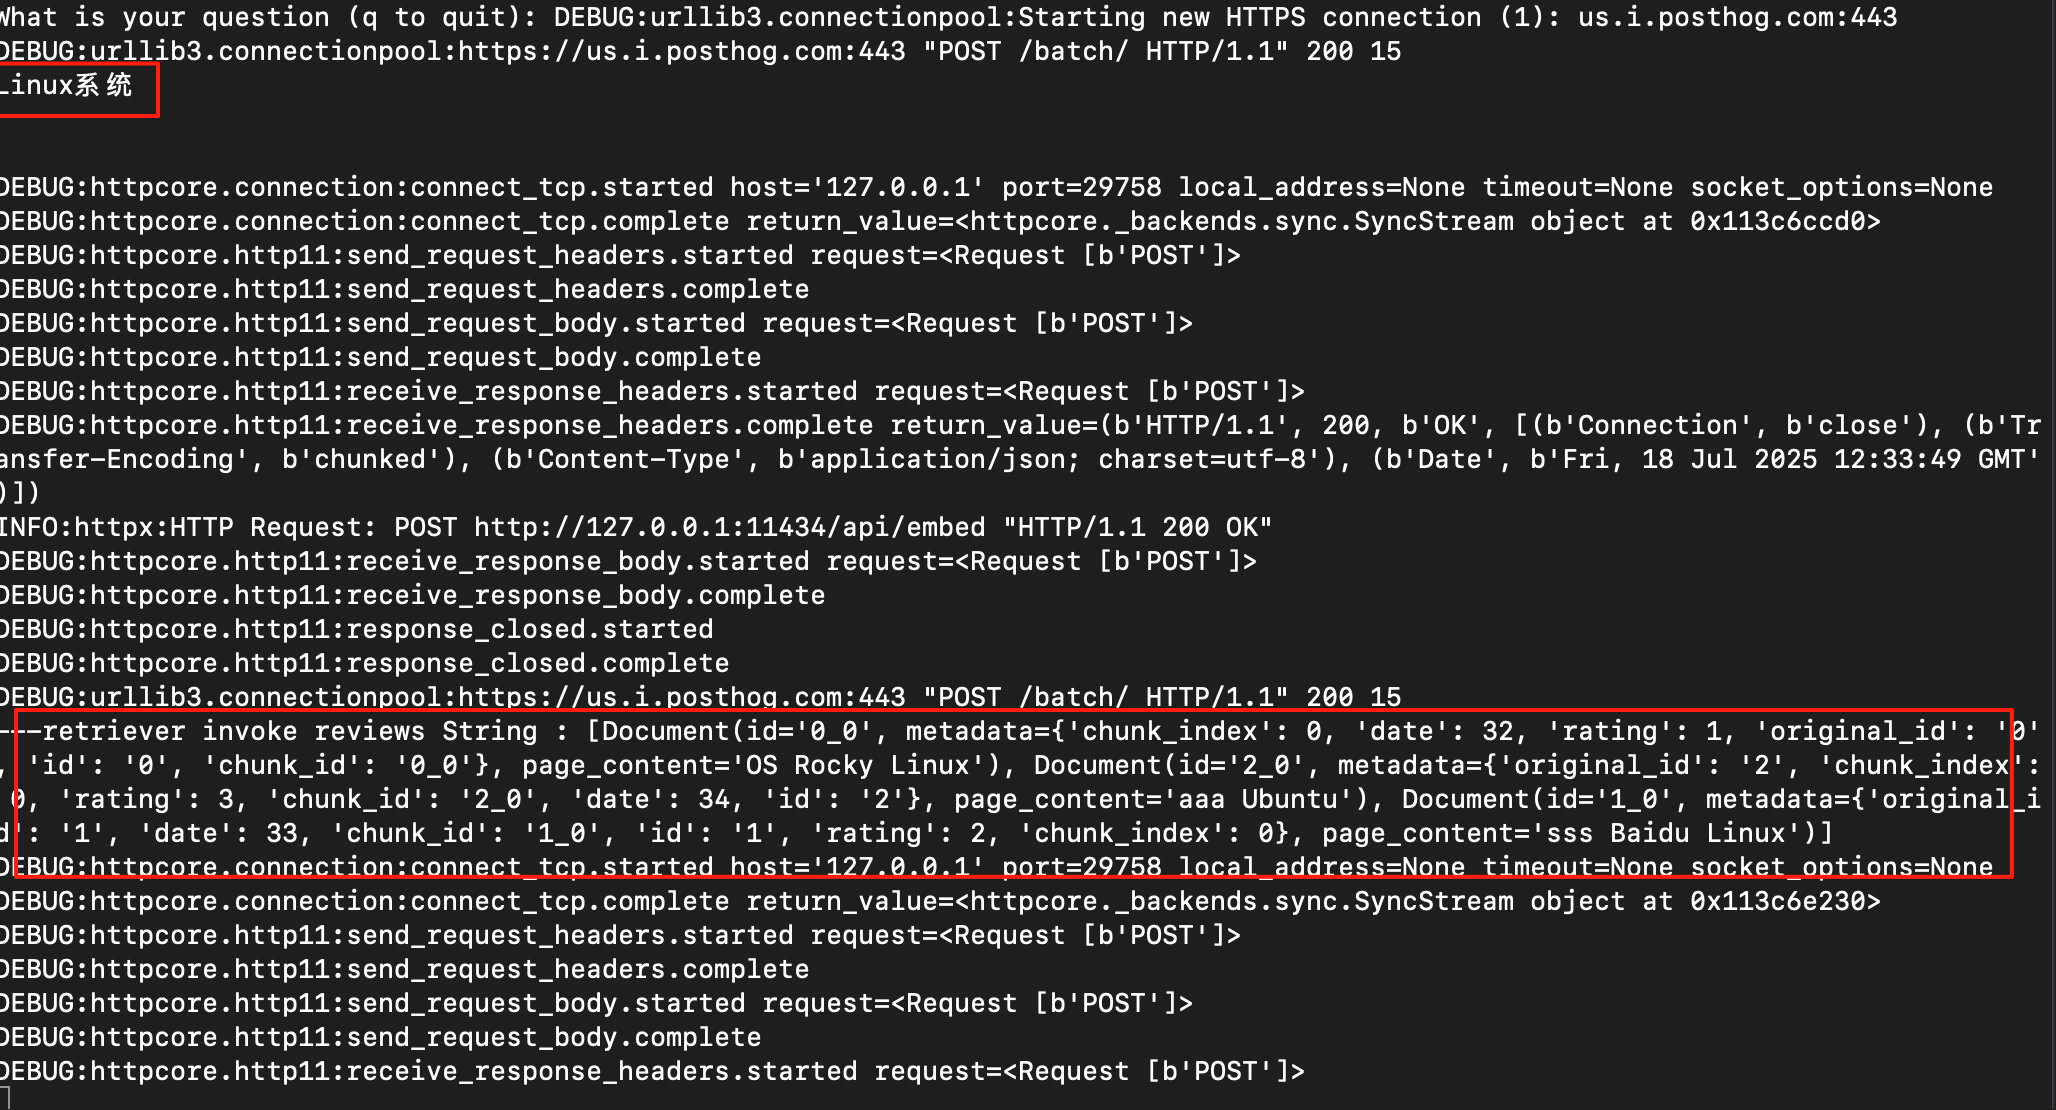 What is your question (q to quit): DEBUG:urllib3.connectionpool:Starting new HTTPS connection (1): us.i.posthog.com:443
DEBUG:urllib3.connectionpool:https://us.i.posthog.com:443 "POST /batch/ HTTP/1.1" 200 15
Linux系统
DEBUG:httpcore.connection:connect_tcp.started host='127.0.0.1' port=29758 local_address=None timeout=None socket_options=None
DEBUG:httpcore.connection:connect_tcp.complete return_value=<httpcore._backends.sync.SyncStream object at 0x113c6ccd0>
DEBUG:httpcore.http11:send_request_headers.started request=<Request [b'POST']>
DEBUG:httpcore.http11:send_request_headers.complete
DEBUG:httpcore.http11:send_request_body.started request=<Request [b'POST']>
DEBUG:httpcore.http11:send_request_body.complete
DEBUG:httpcore.http11:receive_response_headers.started request=<Request [b'POST']>
DEBUG:httpcore.http11:receive_response_headers.complete return_value=(b'HTTP/1.1', 200, b'OK', [(b'Connection', b'close'), (b'Tr
ansfer-Encoding', b'chunked'), (b'Content-Type', b'application/json; charset=utf-8'), (b'Date', b'Fri, 18 Jul 2025 12:33:49 GMT'
)])
INFO:httpx:HTTP Request: POST http://127.0.0.1:11434/api/embed "HTTP/1.1 200 OK"
DEBUG:httpcore.http11:receive_response_body.started request=<Request [b'POST']>
DEBUG:httpcore.http11:receive_response_body.complete
DEBUG:httpcore.http11:response_closed.started
DEBUG:httpcore.http11:response_closed.complete
DEBUG:urllib3.connectionpool:https://us.i.posthog.com:443 "POST /batch/ HTTP/1.1" 200 15
---retriever invoke reviews String : [Document(id='0_0', metadata={'chunk_index': 0, 'date': 32, 'rating': 1, 'original_id': '0'
, 'id': '0', 'chunk_id': '0_0'}, page_content='OS Rocky Linux'), Document(id='2_0', metadata={'original_id': '2', 'chunk_index':
 0, 'rating': 3, 'chunk_id': '2_0', 'date': 34, 'id': '2'}, page_content='aaa Ubuntu'), Document(id='1_0', metadata={'original_i
d': '1', 'date': 33, 'chunk_id': '1_0', 'id': '1', 'rating': 2, 'chunk_index': 0}, page_content='sss Baidu Linux')]
DEBUG:httpcore.connection:connect_tcp.started host='127.0.0.1' port=29758 local_address=None timeout=None socket_options=None
DEBUG:httpcore.connection:connect_tcp.complete return_value=<httpcore._backends.sync.SyncStream object at 0x113c6e230>
DEBUG:httpcore.http11:send_request_headers.started request=<Request [b'POST']>
DEBUG:httpcore.http11:send_request_headers.complete
DEBUG:httpcore.http11:send_request_body.started request=<Request [b'POST']>
DEBUG:httpcore.http11:send_request_body.complete
DEBUG:httpcore.http11:receive_response_headers.started request=<Request [b'POST']>